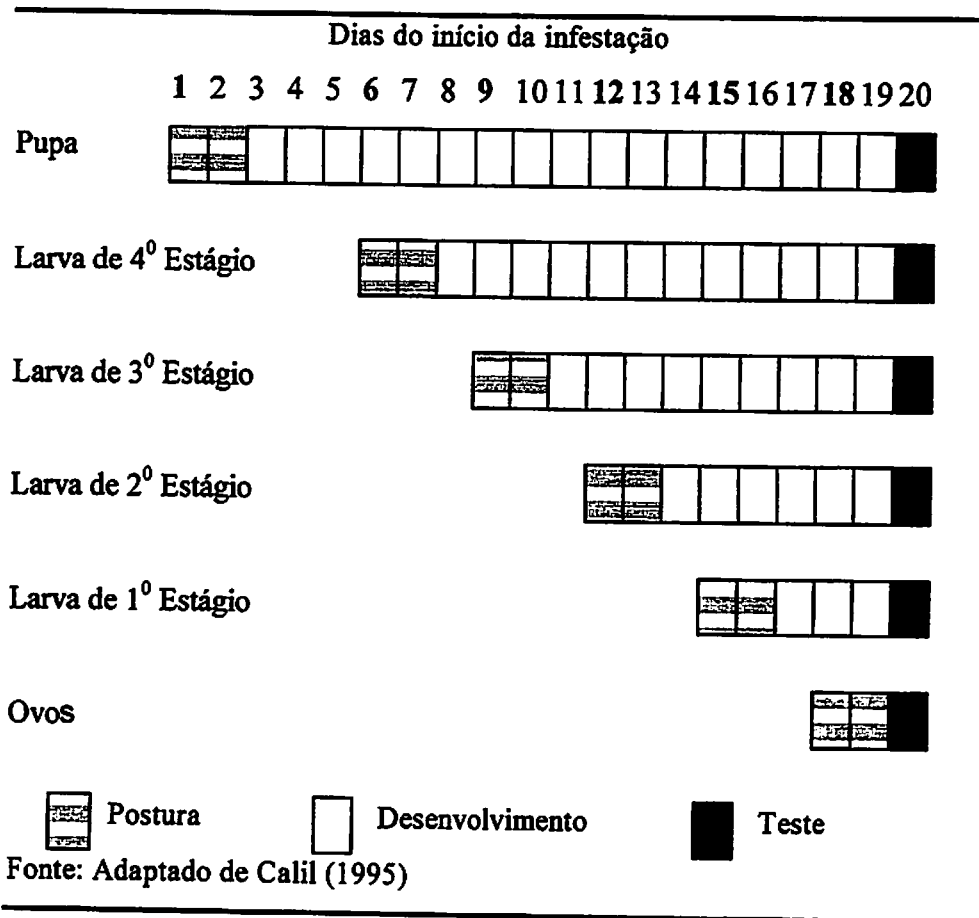 Dias do início da infestação
1 2 3 4 5 6 7 8 9 10 11 12 13 14 15 16 17 18 19 20
Pupa
Larva de 4⁰ Estágio
Larva de 3⁰ Estágio
Larva de 2⁰ Estágio
Larva de 1⁰ Estágio
Ovos
Postura Desenvolvimento Teste
Fonte: Adaptado de Calil (1995)